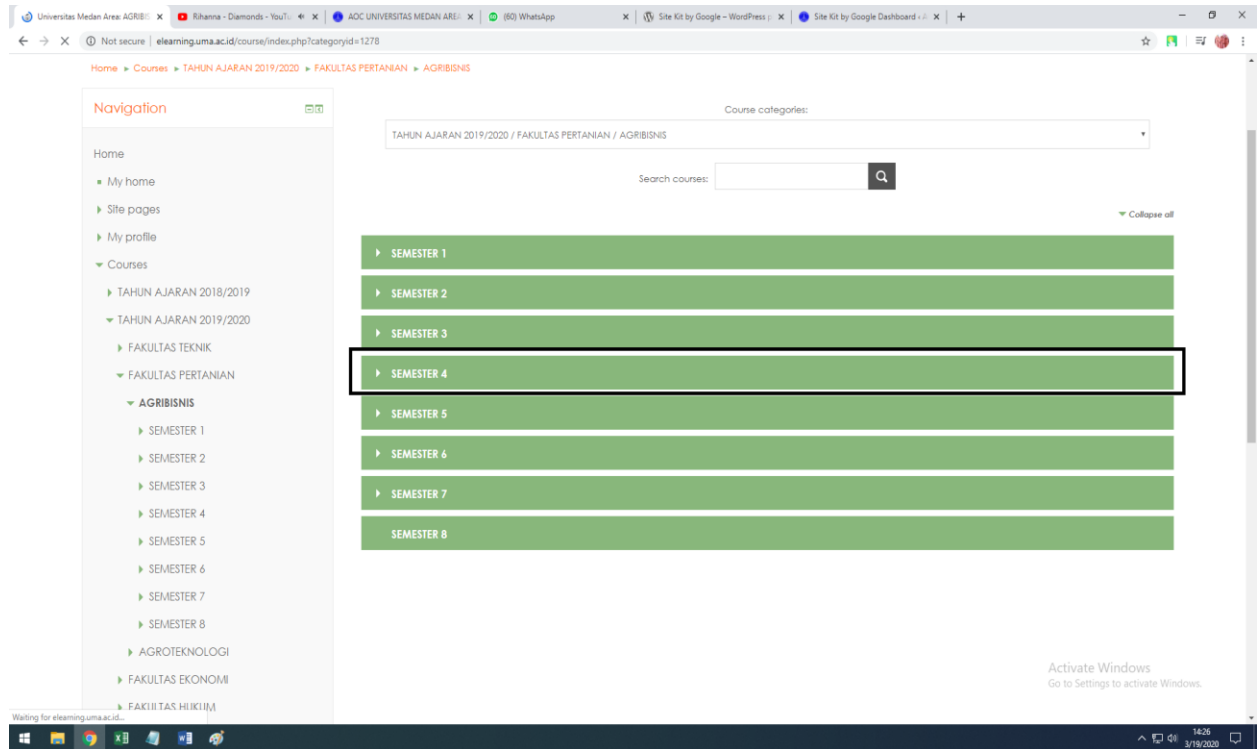 Universitas Medan Area: AGRIBIS
Rihanna - Diamonds - YouTu
AOC UNIVERSITAS MEDAN AREA
(60) WhatsApp
Site Kit by Google – WordPress p
Site Kit by Google Dashboard ‹ A
Not secure | elearning.uma.ac.id/course/index.php?categoryid=1278
Home ▸ Courses ▸ TAHUN AJARAN 2019/2020 ▸ FAKULTAS PERTANIAN ▸ AGRIBISNIS
Navigation
Home
My home
Site pages
My profile
Courses
TAHUN AJARAN 2018/2019
TAHUN AJARAN 2019/2020
FAKULTAS TEKNIK
FAKULTAS PERTANIAN
AGRIBISNIS
SEMESTER 1
SEMESTER 2
SEMESTER 3
SEMESTER 4
SEMESTER 5
SEMESTER 6
SEMESTER 7
SEMESTER 8
AGROTEKNOLOGI
FAKULTAS EKONOMI
FAKULTAS HUKUM
Course categories:
TAHUN AJARAN 2019/2020 / FAKULTAS PERTANIAN / AGRIBISNIS
Search courses:
Collapse all
SEMESTER 1
SEMESTER 2
SEMESTER 3
SEMESTER 4
SEMESTER 5
SEMESTER 6
SEMESTER 7
SEMESTER 8
Activate Windows
Go to Settings to activate Windows.
Waiting for elearning.uma.ac.id...
14:26
3/19/2020